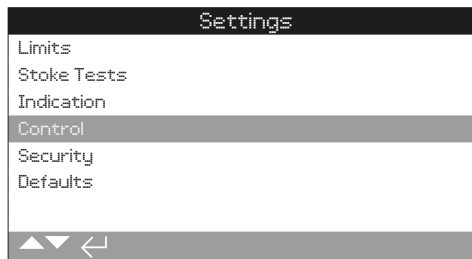 Settings
Limits
Stoke Tests
Indication
Control
Security
Defaults